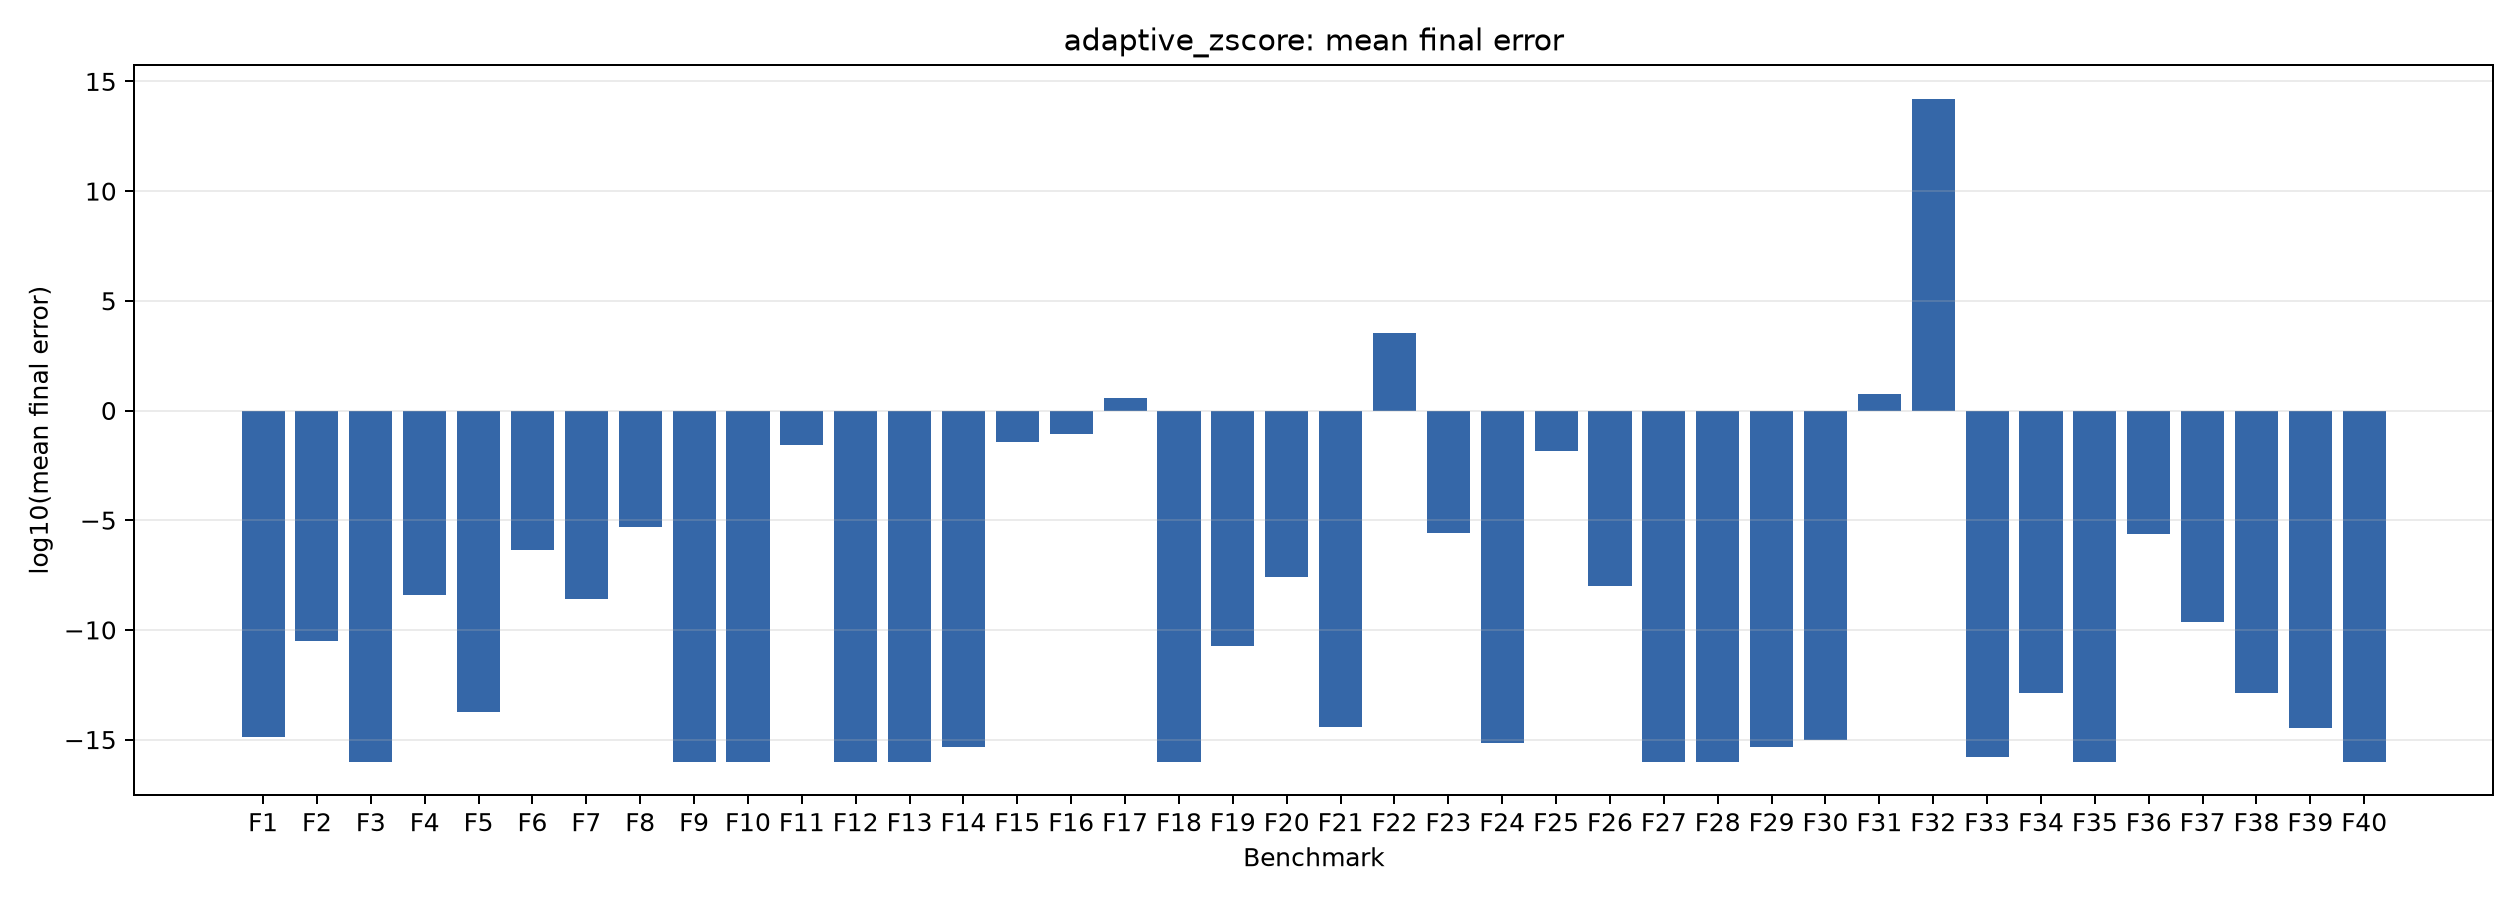 adaptive_zscore: mean final error
log10(mean final error)
15
10
5
0
−5
−10
−15
F1 F2 F3 F4 F5 F6 F7 F8 F9 F10 F11 F12 F13 F14 F15 F16 F17 F18 F19 F20 F21 F22 F23 F24 F25 F26 F27 F28 F29 F30 F31 F32 F33 F34 F35 F36 F37 F38 F39 F40
Benchmark